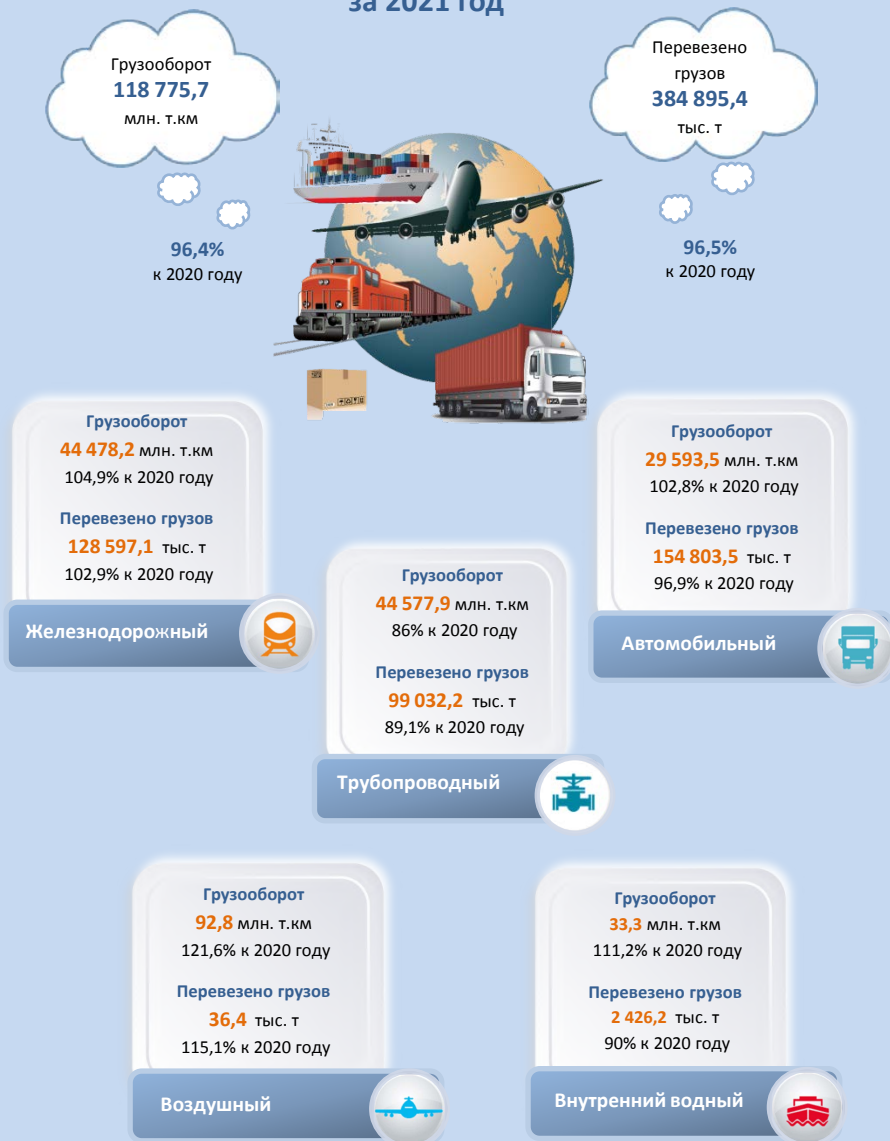 за 2021 год
Грузооборот
118 775,7
млн. т.км
96,4%
к 2020 году
Перевезено
грузов
384 895,4
тыс. т
96,5%
к 2020 году
Грузооборот
44 478,2 млн. т.км
104,9% к 2020 году
Перевезено грузов
128 597,1 тыс. т
102,9% к 2020 году
Железнодорожный
Грузооборот
29 593,5 млн. т.км
102,8% к 2020 году
Перевезено грузов
154 803,5 тыс. т
96,9% к 2020 году
Автомобильный
Грузооборот
44 577,9 млн. т.км
86% к 2020 году
Перевезено грузов
99 032,2 тыс. т
89,1% к 2020 году
Трубопроводный
Грузооборот
92,8 млн. т.км
121,6% к 2020 году
Перевезено грузов
36,4 тыс. т
115,1% к 2020 году
Воздушный
Грузооборот
33,3 млн. т.км
111,2% к 2020 году
Перевезено грузов
2 426,2 тыс. т
90% к 2020 году
Внутренний водный